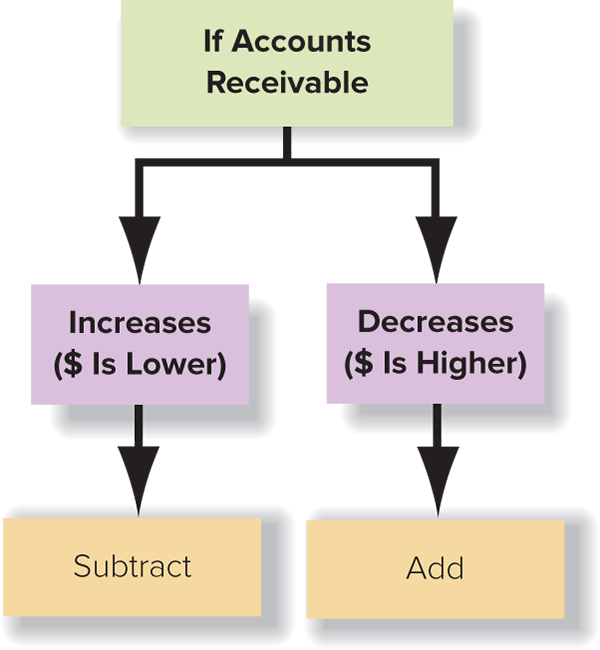 If Accounts
Receivable
Increases
($ Is Lower)
Decreases
($ Is Higher)
Subtract
Add